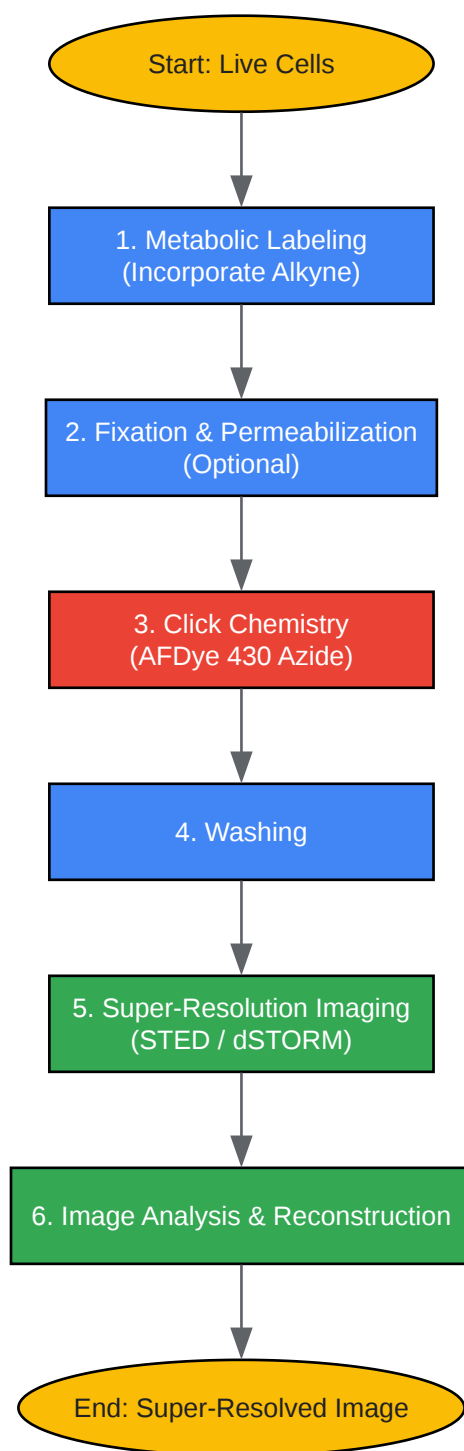 Start: Live Cells
1. Metabolic Labeling
(Incorporate Alkyne)
2. Fixation & Permeabilization
(Optional)
3. Click Chemistry
(AFDye 430 Azide)
4. Washing
5. Super-Resolution Imaging
(STED / dSTORM)
6. Image Analysis & Reconstruction
End: Super-Resolved Image